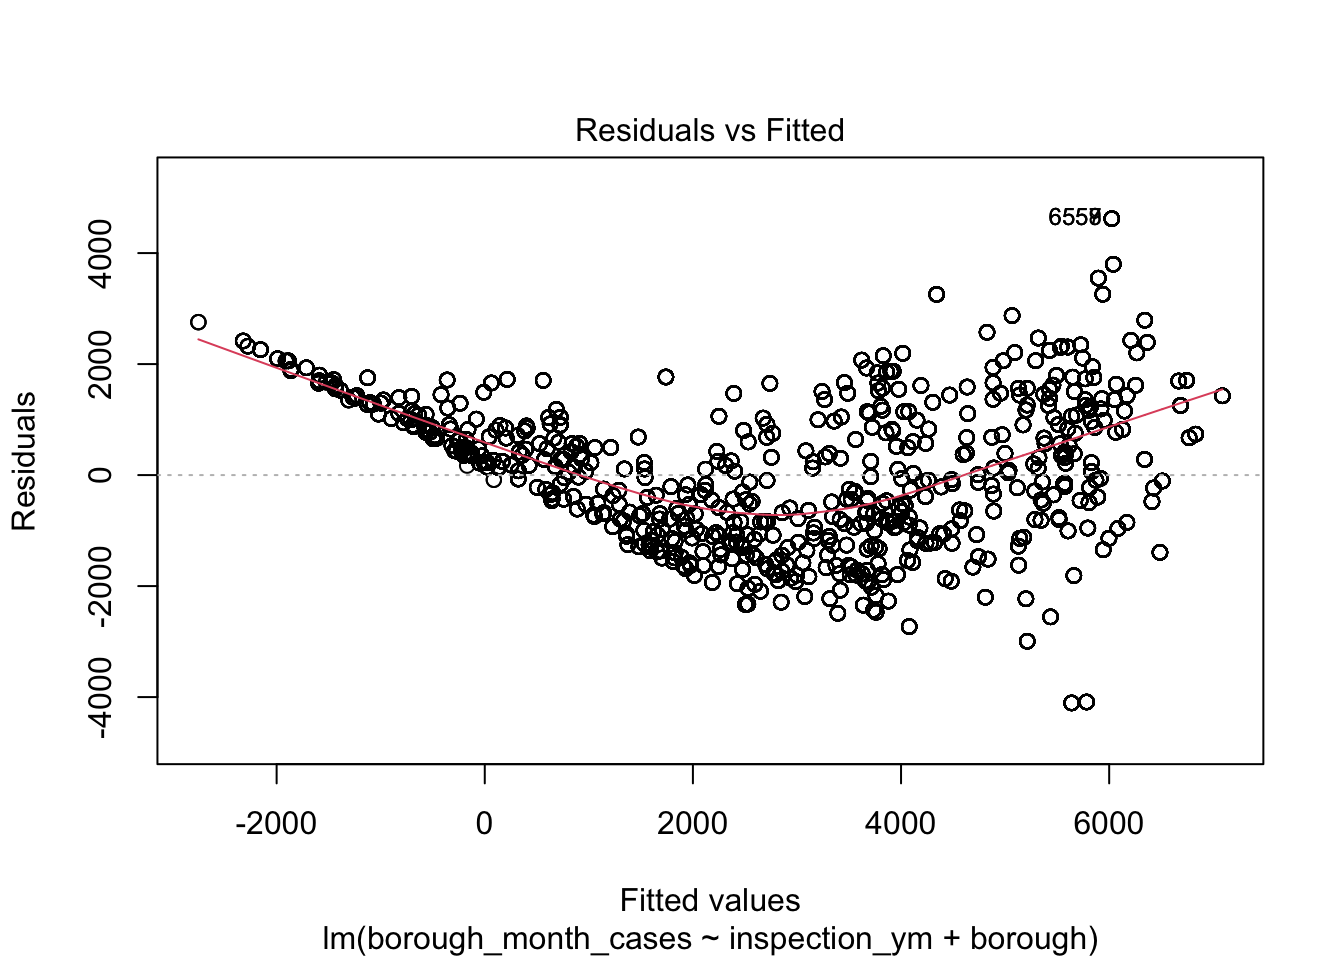 Residuals vs Fitted
4000
2000
0
-2000
-4000
Residuals
-2000 0 2000 4000 6000
Fitted values
lm(borough_month_cases ~ inspection_ym + borough)